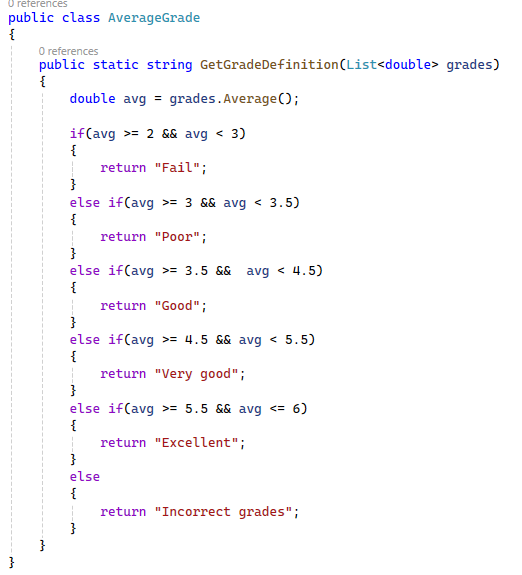 0 references
public class AverageGrade
{
0 references
public static string GetGradeDefinition(List<double> grades)
{
double avg = grades.Average();
if(avg >= 2 && avg < 3)
{
return "Fail";
}
else if(avg >= 3 && avg < 3.5)
{
return "Poor";
}
else if(avg >= 3.5 &&  avg < 4.5)
{
return "Good";
}
else if(avg >= 4.5 && avg < 5.5)
{
return "Very good";
}
else if(avg >= 5.5 && avg <= 6)
{
return "Excellent";
}
else
{
return "Incorrect grades";
}
}
}